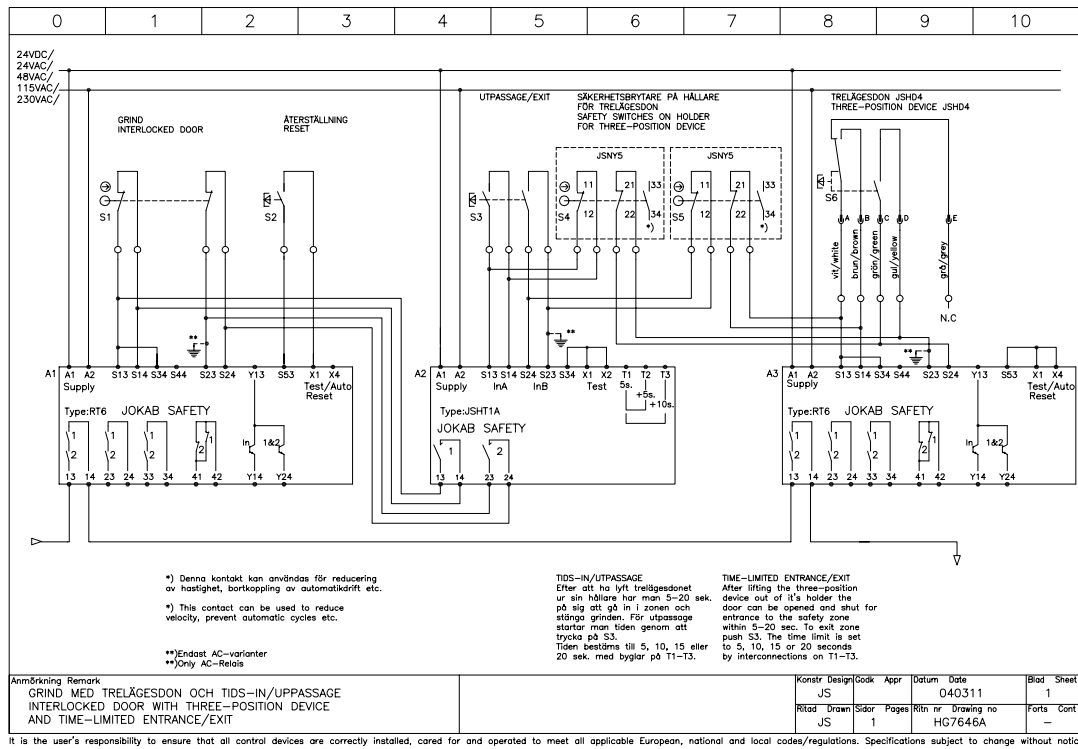 0 1 2 3 4 5 6 7 8 9 10
24VDC/
24VAC/
48VAC/
115VAC/
230VAC/
GRIND
INTERLOCKED DOOR
ÅTERSTÄLLNING
RESET
UTPASSAGE/EXIT
SÄKERHETSBRYTARE PÅ HÅLLARE
FÖR TRELÄGESDON
SAFETY SWITCHES ON HOLDER
FOR THREE-POSITION DEVICE
TRELÄGESDON JSHD4
THREE-POSITION DEVICE JSHD4
JSNY5
JSNY5
S1
S2
S3
S4
11 21 33
12 22 34
*)
S5
11 21 33
12 22 34
*)
S6
A B C D E
vit/white
brun/brown
grön/green
gul/yellow
grå/grey
N.C
**
**
**
A1
A1 A2 S13 S14 S34 S44 S23 S24 Y13 S53 X1 X4
Supply
Test/Auto
Reset
Type:RT6 JOKAB SAFETY
1 1 1 2 1 In 1&2
2 2 2
13 14 23 24 33 34 41 42 Y14 Y24
A2
A1 A2 S13 S14 S24 S23 S34 X1 X2 T1 T2 T3
Supply InA InB Test 5s.
+5s.
+10s.
Type:JSHT1A
JOKAB SAFETY
1 2
13 14 23 24
A3
A1 A2 S13 S14 S34 S44 S23 S24 Y13 S53 X1 X4
Supply
Test/Auto
Reset
Type:RT6 JOKAB SAFETY
1 1 1 2 1 In 1&2
2 2 2
13 14 23 24 33 34 41 42 Y14 Y24
*) Denna kontakt kan användas för reducering
av hastighet, bortkoppling av automatikdrift etc.
*) This contact can be used to reduce
velocity, prevent automatic cycles etc.
**)Endast AC-varianter
**)Only AC-Relais
TIDS-IN/UTPASSAGE
Efter att ha lyft trelägesdonet
ur sin hållare har man 5-20 sek.
på sig att gå in i zonen och
stänga grinden. För utpassage
startar man tiden genom att
trycka på S3.
Tiden bestäms till 5, 10, 15 eller
20 sek. med byglar på T1-T3.
TIME-LIMITED ENTRANCE/EXIT
After lifting the three-position
device out of it's holder the
door can be opened and shut for
entrance to the safety zone
within 5-20 sec. To exit zone
push S3. The time limit is set
to 5, 10, 15 or 20 seconds
by interconnections on T1-T3.
Anmörkning Remark
GRIND MED TRELÄGESDON OCH TIDS-IN/UPPASSAGE
INTERLOCKED DOOR WITH THREE-POSITION DEVICE
AND TIME-LIMITED ENTRANCE/EXIT
Konstr Design Godk Appr Datum Date Blad Sheet
JS 040311 1
Ritad Drawn Sidor Pages Ritn nr Drawing no Forts Cont
JS 1 HG7646A -
It is the user's responsibility to ensure that all control devices are correctly installed, cared for and operated to meet all applicable European, national and local codes/regulations. Specifications subject to change without notic